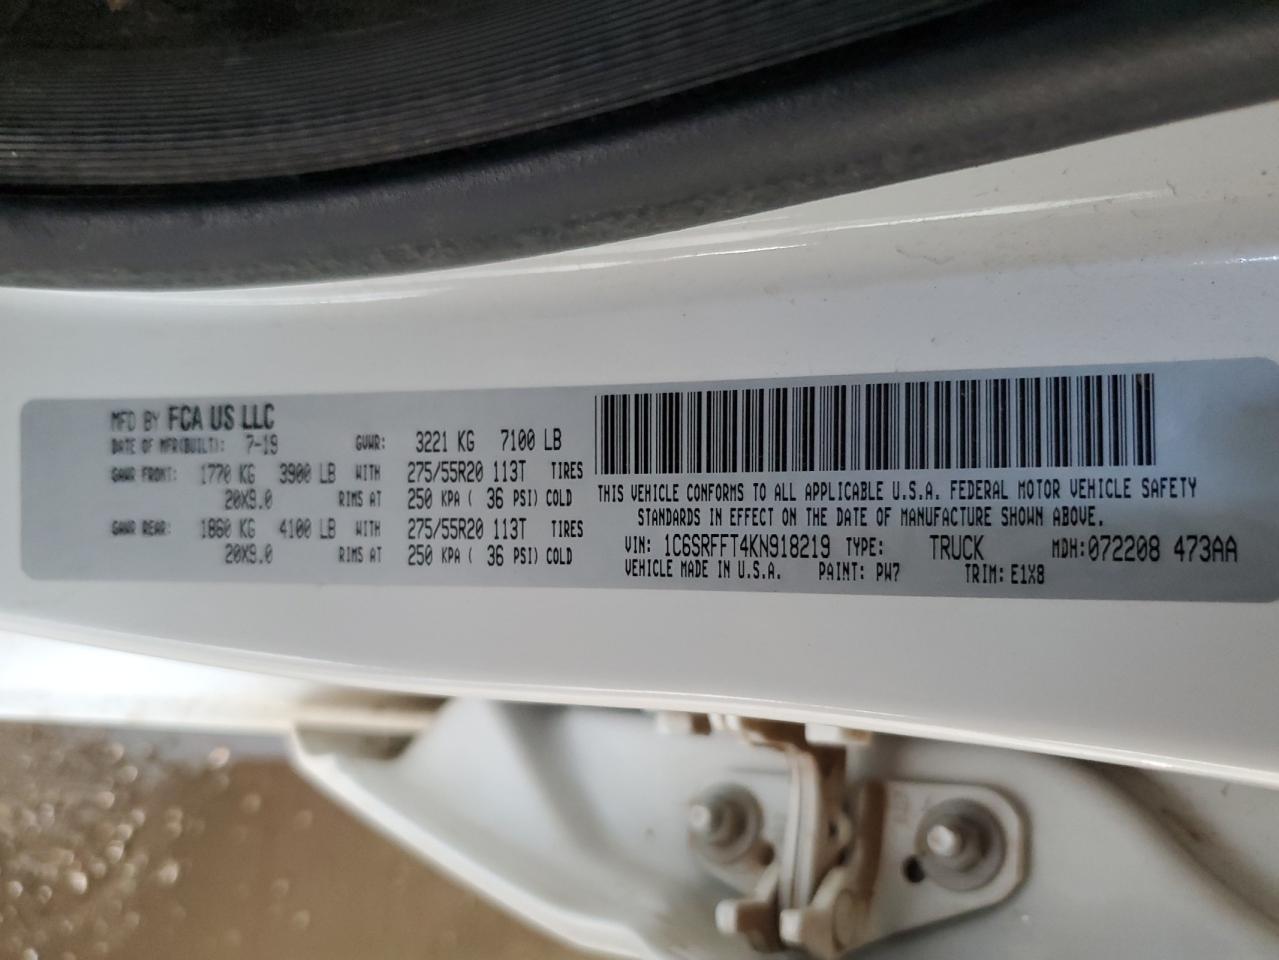 MFD BY FCA US LLC
DATE OF MFR(BUILT): 7-19 GVWR: 3221 KG 7100 LB
GAWR FRONT: 1770 KG 3900 LB WITH 275/55R20 113T TIRES
20X9.0 RIMS AT 250 KPA ( 36 PSI) COLD
GAWR REAR: 1860 KG 4100 LB WITH 275/55R20 113T TIRES
20X9.0 RIMS AT 250 KPA ( 36 PSI) COLD
THIS VEHICLE CONFORMS TO ALL APPLICABLE U.S.A. FEDERAL MOTOR VEHICLE SAFETY
STANDARDS IN EFFECT ON THE DATE OF MANUFACTURE SHOWN ABOVE.
VIN: 1C6SRFFT4KN918219 TYPE: TRUCK MDH: 072208 473AA
VEHICLE MADE IN U.S.A. PAINT: PW7 TRIM: E1X8